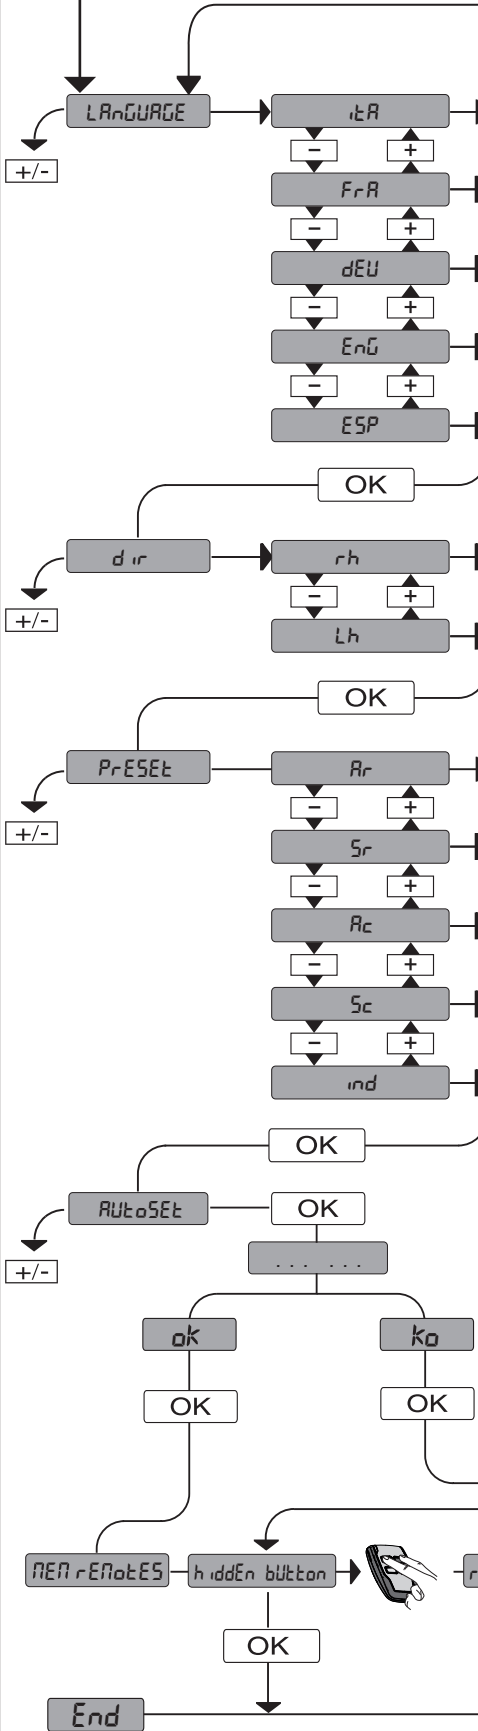 LAnGUAGE
itA
+/-
-
+
FrA
-
+
dEU
-
+
EnG
-
+
ESP
OK
dir
rh
+/-
-
+
Lh
OK
PrESEt
Ar
+/-
-
+
Sr
-
+
Ac
-
+
Sc
-
+
ind
OK
AUtoSEt
OK
+/-
... ...
ok
ko
OK
OK
MEM rEMotES
hiddEn bUtton
r
OK
End